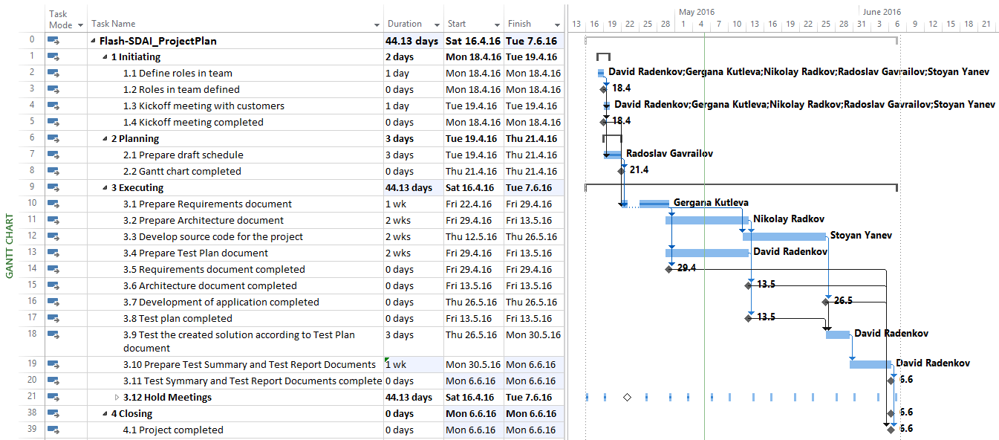 Task Mode Task Name Duration Start Finish
May 2016 June 2016
13 16 19 22 25 28 1 4 7 10 13 16 19 22 25 28 31 3 6 9 12 15 18 21
GANTT CHART
0 Flash-SDAI_ProjectPlan 44.13 days Sat 16.4.16 Tue 7.6.16
1 1 Initiating 2 days Mon 18.4.16 Tue 19.4.16
2 1.1 Define roles in team 1 day Mon 18.4.16 Mon 18.4.16 David Radenkov;Gergana Kutleva;Nikolay Radkov;Radoslav Gavrailov;Stoyan Yanev
3 1.2 Roles in team defined 0 days Mon 18.4.16 Mon 18.4.16 18.4
4 1.3 Kickoff meeting with customers 1 day Tue 19.4.16 Tue 19.4.16 David Radenkov;Gergana Kutleva;Nikolay Radkov;Radoslav Gavrailov;Stoyan Yanev
5 1.4 Kickoff meeting completed 0 days Mon 18.4.16 Mon 18.4.16 18.4
6 2 Planning 3 days Tue 19.4.16 Thu 21.4.16
7 2.1 Prepare draft schedule 3 days Tue 19.4.16 Thu 21.4.16 Radoslav Gavrailov
8 2.2 Gantt chart completed 0 days Thu 21.4.16 Thu 21.4.16 21.4
9 3 Executing 44.13 days Sat 16.4.16 Tue 7.6.16
10 3.1 Prepare Requirements document 1 wk Fri 22.4.16 Fri 29.4.16 Gergana Kutleva
11 3.2 Prepare Architecture document 2 wks Fri 29.4.16 Fri 13.5.16 Nikolay Radkov
12 3.3 Develop source code for the project 2 wks Thu 12.5.16 Thu 26.5.16 Stoyan Yanev
13 3.4 Prepare Test Plan document 2 wks Fri 29.4.16 Fri 13.5.16 David Radenkov
14 3.5 Requirements document completed 0 days Fri 29.4.16 Fri 29.4.16 29.4
15 3.6 Architecture document completed 0 days Fri 13.5.16 Fri 13.5.16 13.5
16 3.7 Development of application completed 0 days Thu 26.5.16 Thu 26.5.16 26.5
17 3.8 Test plan completed 0 days Fri 13.5.16 Fri 13.5.16 13.5
18 3.9 Test the created solution according to Test Plan 3 days Thu 26.5.16 Mon 30.5.16 David Radenkov
document
19 3.10 Prepare Test Summary and Test Report Documents 1 wk Mon 30.5.16 Mon 6.6.16 David Radenkov
20 3.11 Test Symmary and Test Report Documents complete 0 days Mon 6.6.16 Mon 6.6.16 6.6
21 3.12 Hold Meetings 44.13 days Sat 16.4.16 Tue 7.6.16
38 4 Closing 0 days Mon 6.6.16 Mon 6.6.16 6.6
39 4.1 Project completed 0 days Mon 6.6.16 Mon 6.6.16 6.6